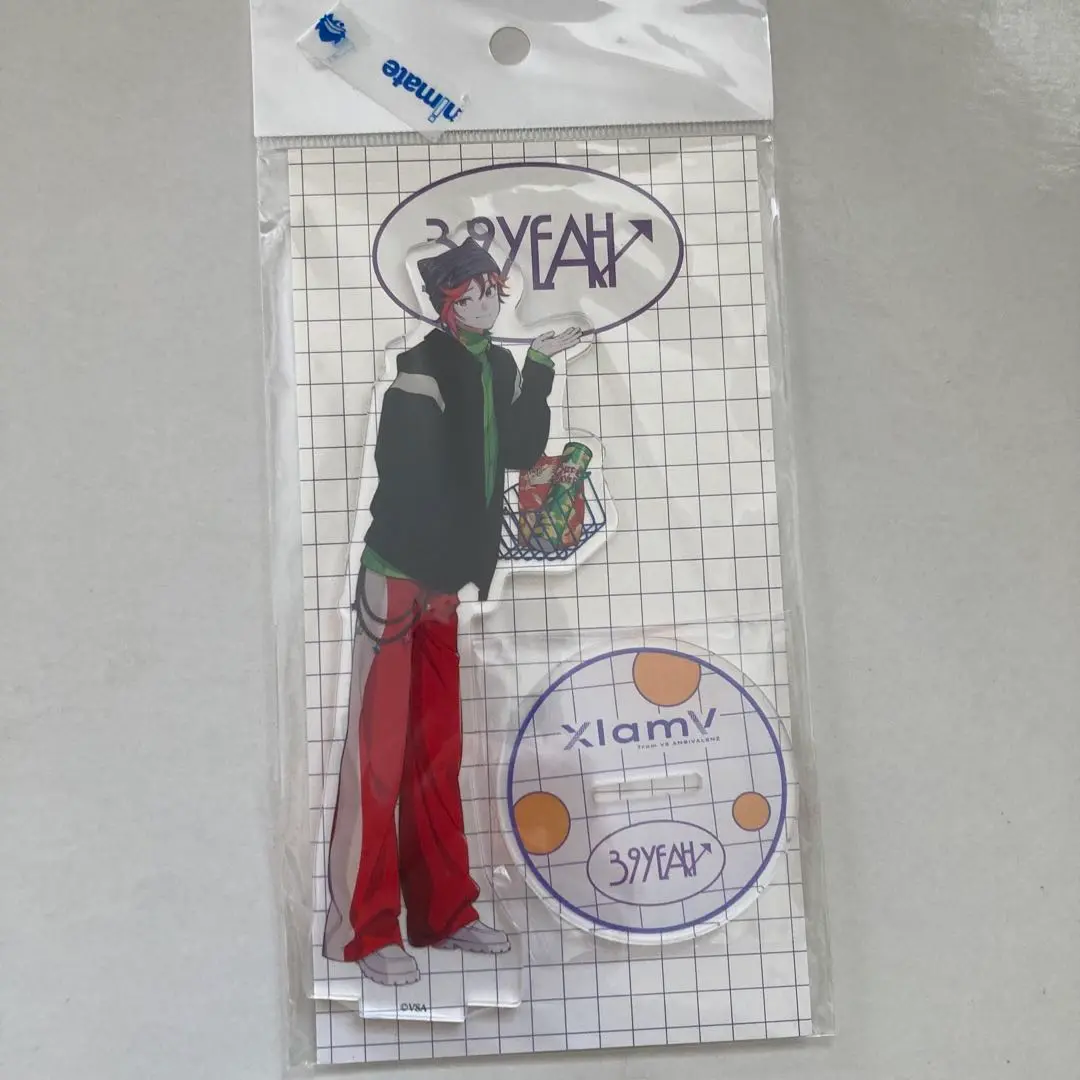 nimate
39YEAH
XlamV
from VS AMBIVALENZ
39YEAH
©VSA